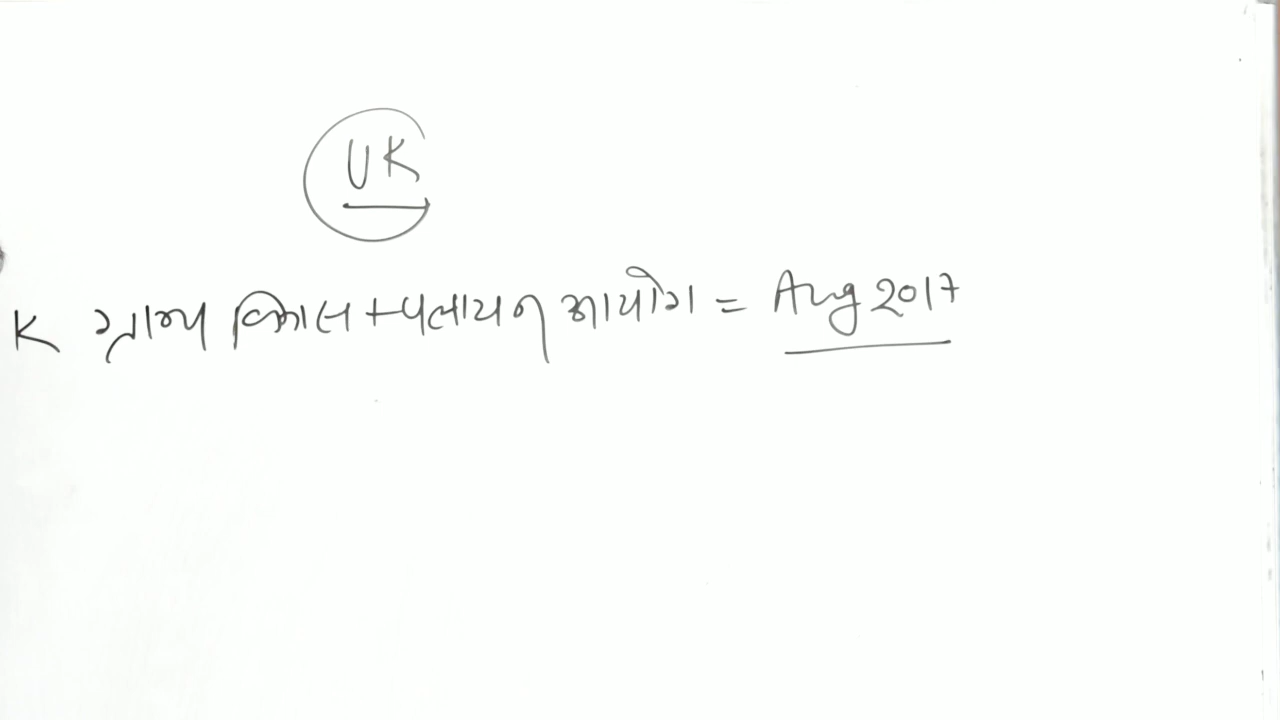 UK
K ग्राम्य विकास + पलायन आयोग = Aug 2017